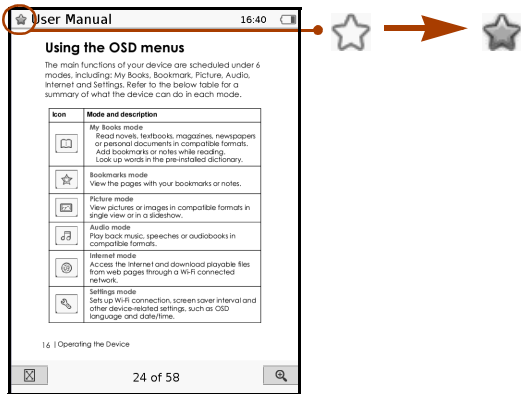 User Manual 16:40
Using the OSD menus
The main functions of your device are scheduled under 6
modes, including: My Books, Bookmark, Picture, Audio,
Internet and Settings. Refer to the below table for a
summary of what the device can do in each mode.
Icon Mode and description
My Books mode
Read novels, textbooks, magazines, newspapers
or personal documents in compatible formats.
Add bookmarks or notes while reading.
Look up words in the pre-installed dictionary.
Bookmarks mode
View the pages with your bookmarks or notes.
Picture mode
View pictures or images in compatible formats in
single view or in a slideshow.
Audio mode
Play back music, speeches or audiobooks in
compatible formats.
Internet mode
Access the Internet and download playable files
from web pages through a Wi-Fi connected
network.
Settings mode
Sets up Wi-Fi connection, screen saver interval and
other device-related settings, such as OSD
language and date/time.
16 | Operating the Device
24 of 58